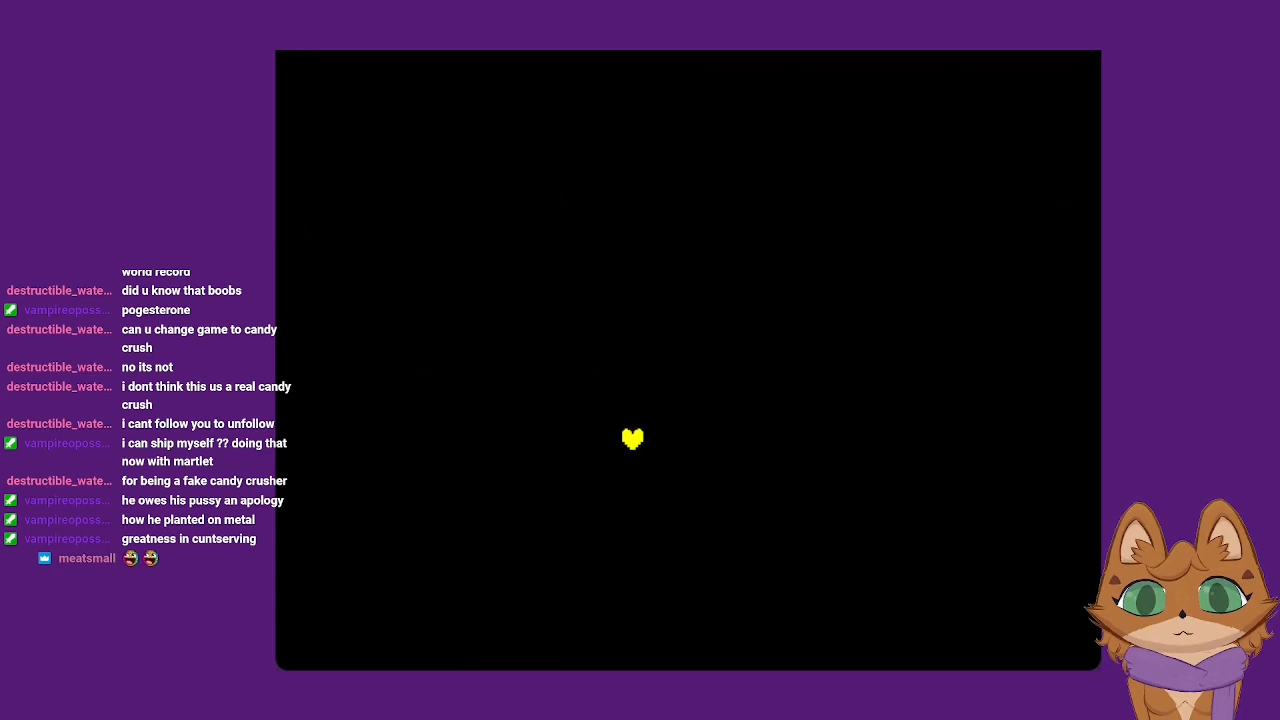 world record
destructible_wate... did u know that boobs
vampireoposs... pogesterone
destructible_wate... can u change game to candy
crush
destructible_wate... no its not
destructible_wate... i dont think this us a real candy
crush
destructible_wate... i cant follow you to unfollow
vampireoposs... i can ship myself ?? doing that
now with martlet
destructible_wate... for being a fake candy crusher
vampireoposs... he owes his pussy an apology
vampireoposs... how he planted on metal
vampireoposs... greatness in cuntserving
meatsmall